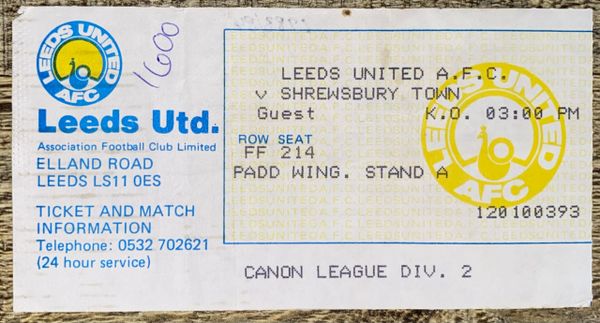 LEEDS UNITED
AFC
1600
Leeds Utd.
Association Football Club Limited
ELLAND ROAD
LEEDS LS11 0ES
TICKET AND MATCH
INFORMATION
Telephone: 0532 702621
(24 hour service)
LEEDS UNITED A.F.C.
v SHREWSBURY TOWN
Guest K.O. 03:00 PM
ROW SEAT
FF 214
PADD WING. STAND A
120100393
LEEDS UNITED
AFC
CANON LEAGUE DIV. 2